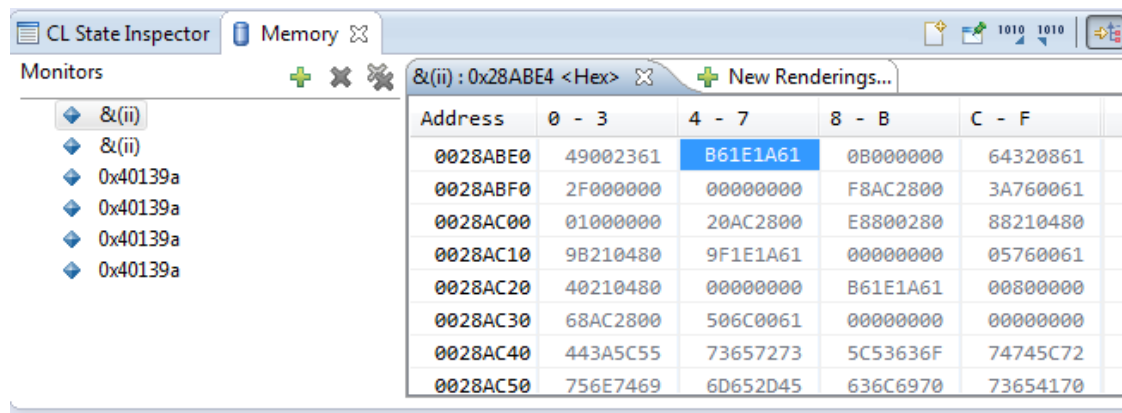 CL State Inspector Memory
1010 1010
Monitors
&(ii) : 0x28ABE4 <Hex> New Renderings...
&(ii)
&(ii)
0x40139a
0x40139a
0x40139a
0x40139a
Address 0 - 3 4 - 7 8 - B C - F
0028ABE0 49002361 B61E1A61 0B000000 64320861
0028ABF0 2F000000 00000000 F8AC2800 3A760061
0028AC00 01000000 20AC2800 E8800280 88210480
0028AC10 9B210480 9F1E1A61 00000000 05760061
0028AC20 40210480 00000000 B61E1A61 00800000
0028AC30 68AC2800 506C0061 00000000 00000000
0028AC40 443A5C55 73657273 5C53636F 74745C72
0028AC50 756E7469 6D652D45 636C6970 73654170